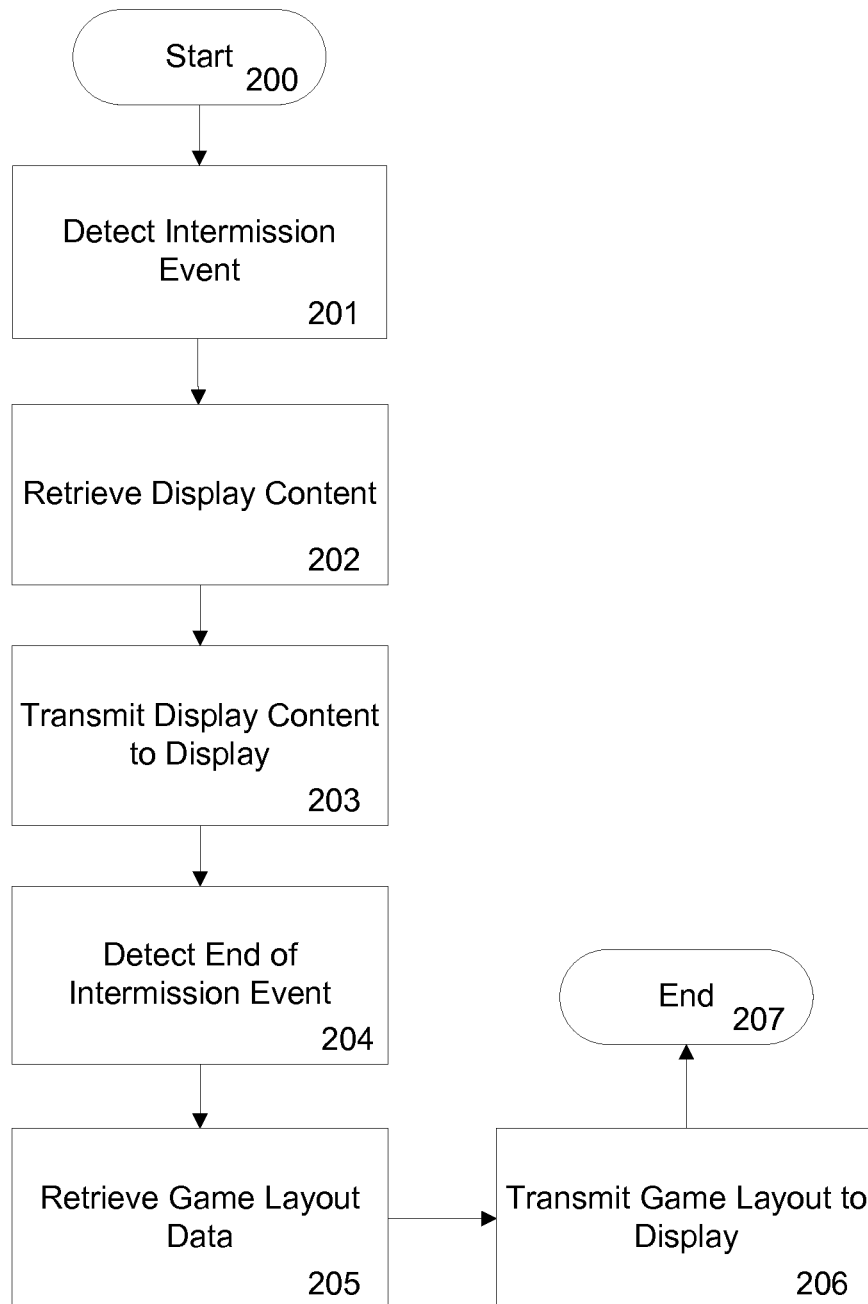 Start
200
Detect Intermission
Event
201
Retrieve Display Content
202
Transmit Display Content
to Display
203
Detect End of
Intermission Event
204
Retrieve Game Layout
Data
205
Transmit Game Layout to
Display
206
End
207